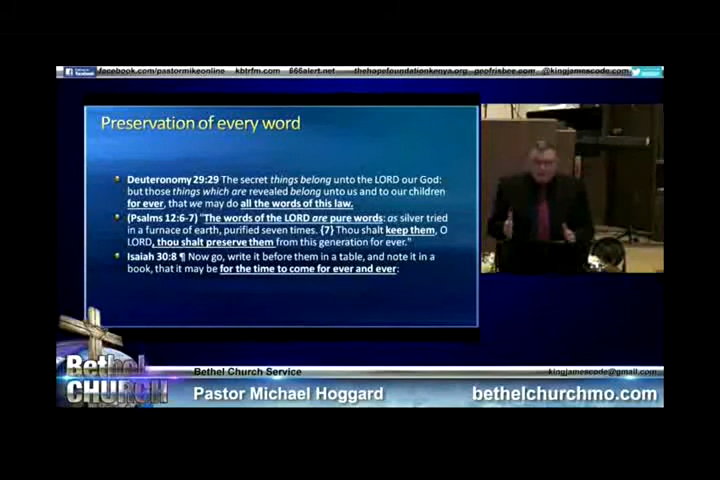 facebook.com/pastormikeonline kbtrfm.com 666alert.net thehopefoundationkenya.org geofrisbee.com @kingjamescode.com
Preservation of every word
Deuteronomy 29:29 The secret things belong unto the LORD our God:
but those things which are revealed belong unto us and to our children
for ever, that we may do all the words of this law.
(Psalms 12:6-7) "The words of the LORD are pure words: as silver tried
in a furnace of earth, purified seven times. {7} Thou shalt keep them, O
LORD, thou shalt preserve them from this generation for ever."
Isaiah 30:8 ¶ Now go, write it before them in a table, and note it in a
book, that it may be for the time to come for ever and ever:
Bethel
CHURCH
Bethel Church Service
kingjamescode@gmail.com
Pastor Michael Hoggard
bethelchurchmo.com